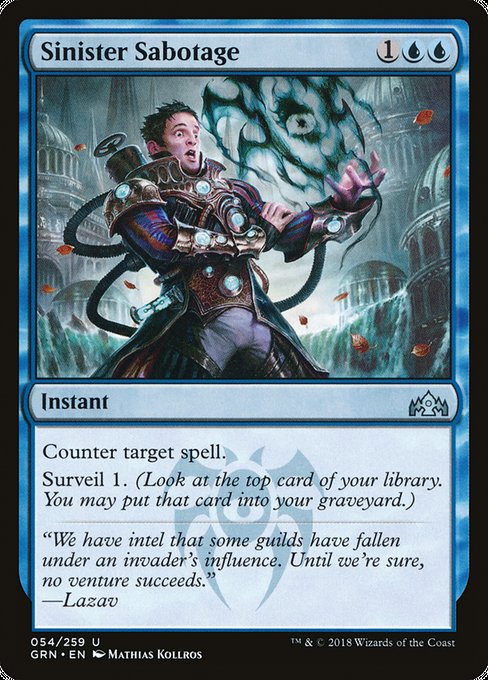 Sinister Sabotage 1
Instant
Counter target spell.
Surveil 1. (Look at the top card of your library.
You may put that card into your graveyard.)
“We have intel that some guilds have fallen
under an invader’s influence. Until we’re sure,
no venture succeeds.”
—Lazav
054/259 U
GRN • EN Mathias Kollros
™ & © 2018 Wizards of the Coast